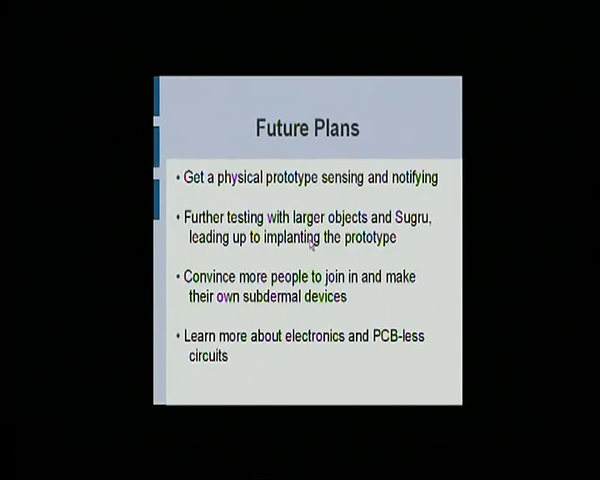 Future Plans
• Get a physical prototype sensing and notifying
• Further testing with larger objects and Sugru,
leading up to implanting the prototype
• Convince more people to join in and make
their own subdermal devices
• Learn more about electronics and PCB-less
circuits